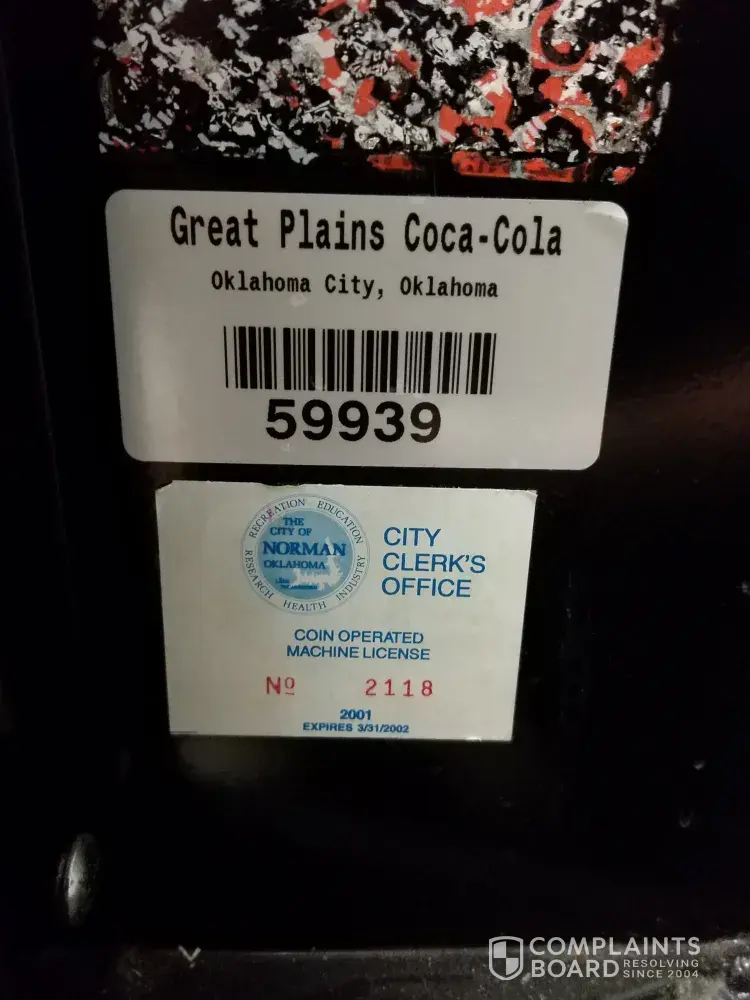 Great Plains Coca-Cola
Oklahoma City, Oklahoma
59939
RECREATION EDUCATION
THE
CITY OF
NORMAN
OKLAHOMA
RESEARCH HEALTH INDUSTRY
CITY
CLERK'S
OFFICE
COIN OPERATED
MACHINE LICENSE
Nº 2118
2001
EXPIRES 3/31/2002
COMPLAINTS
BOARD RESOLVING
SINCE 2004